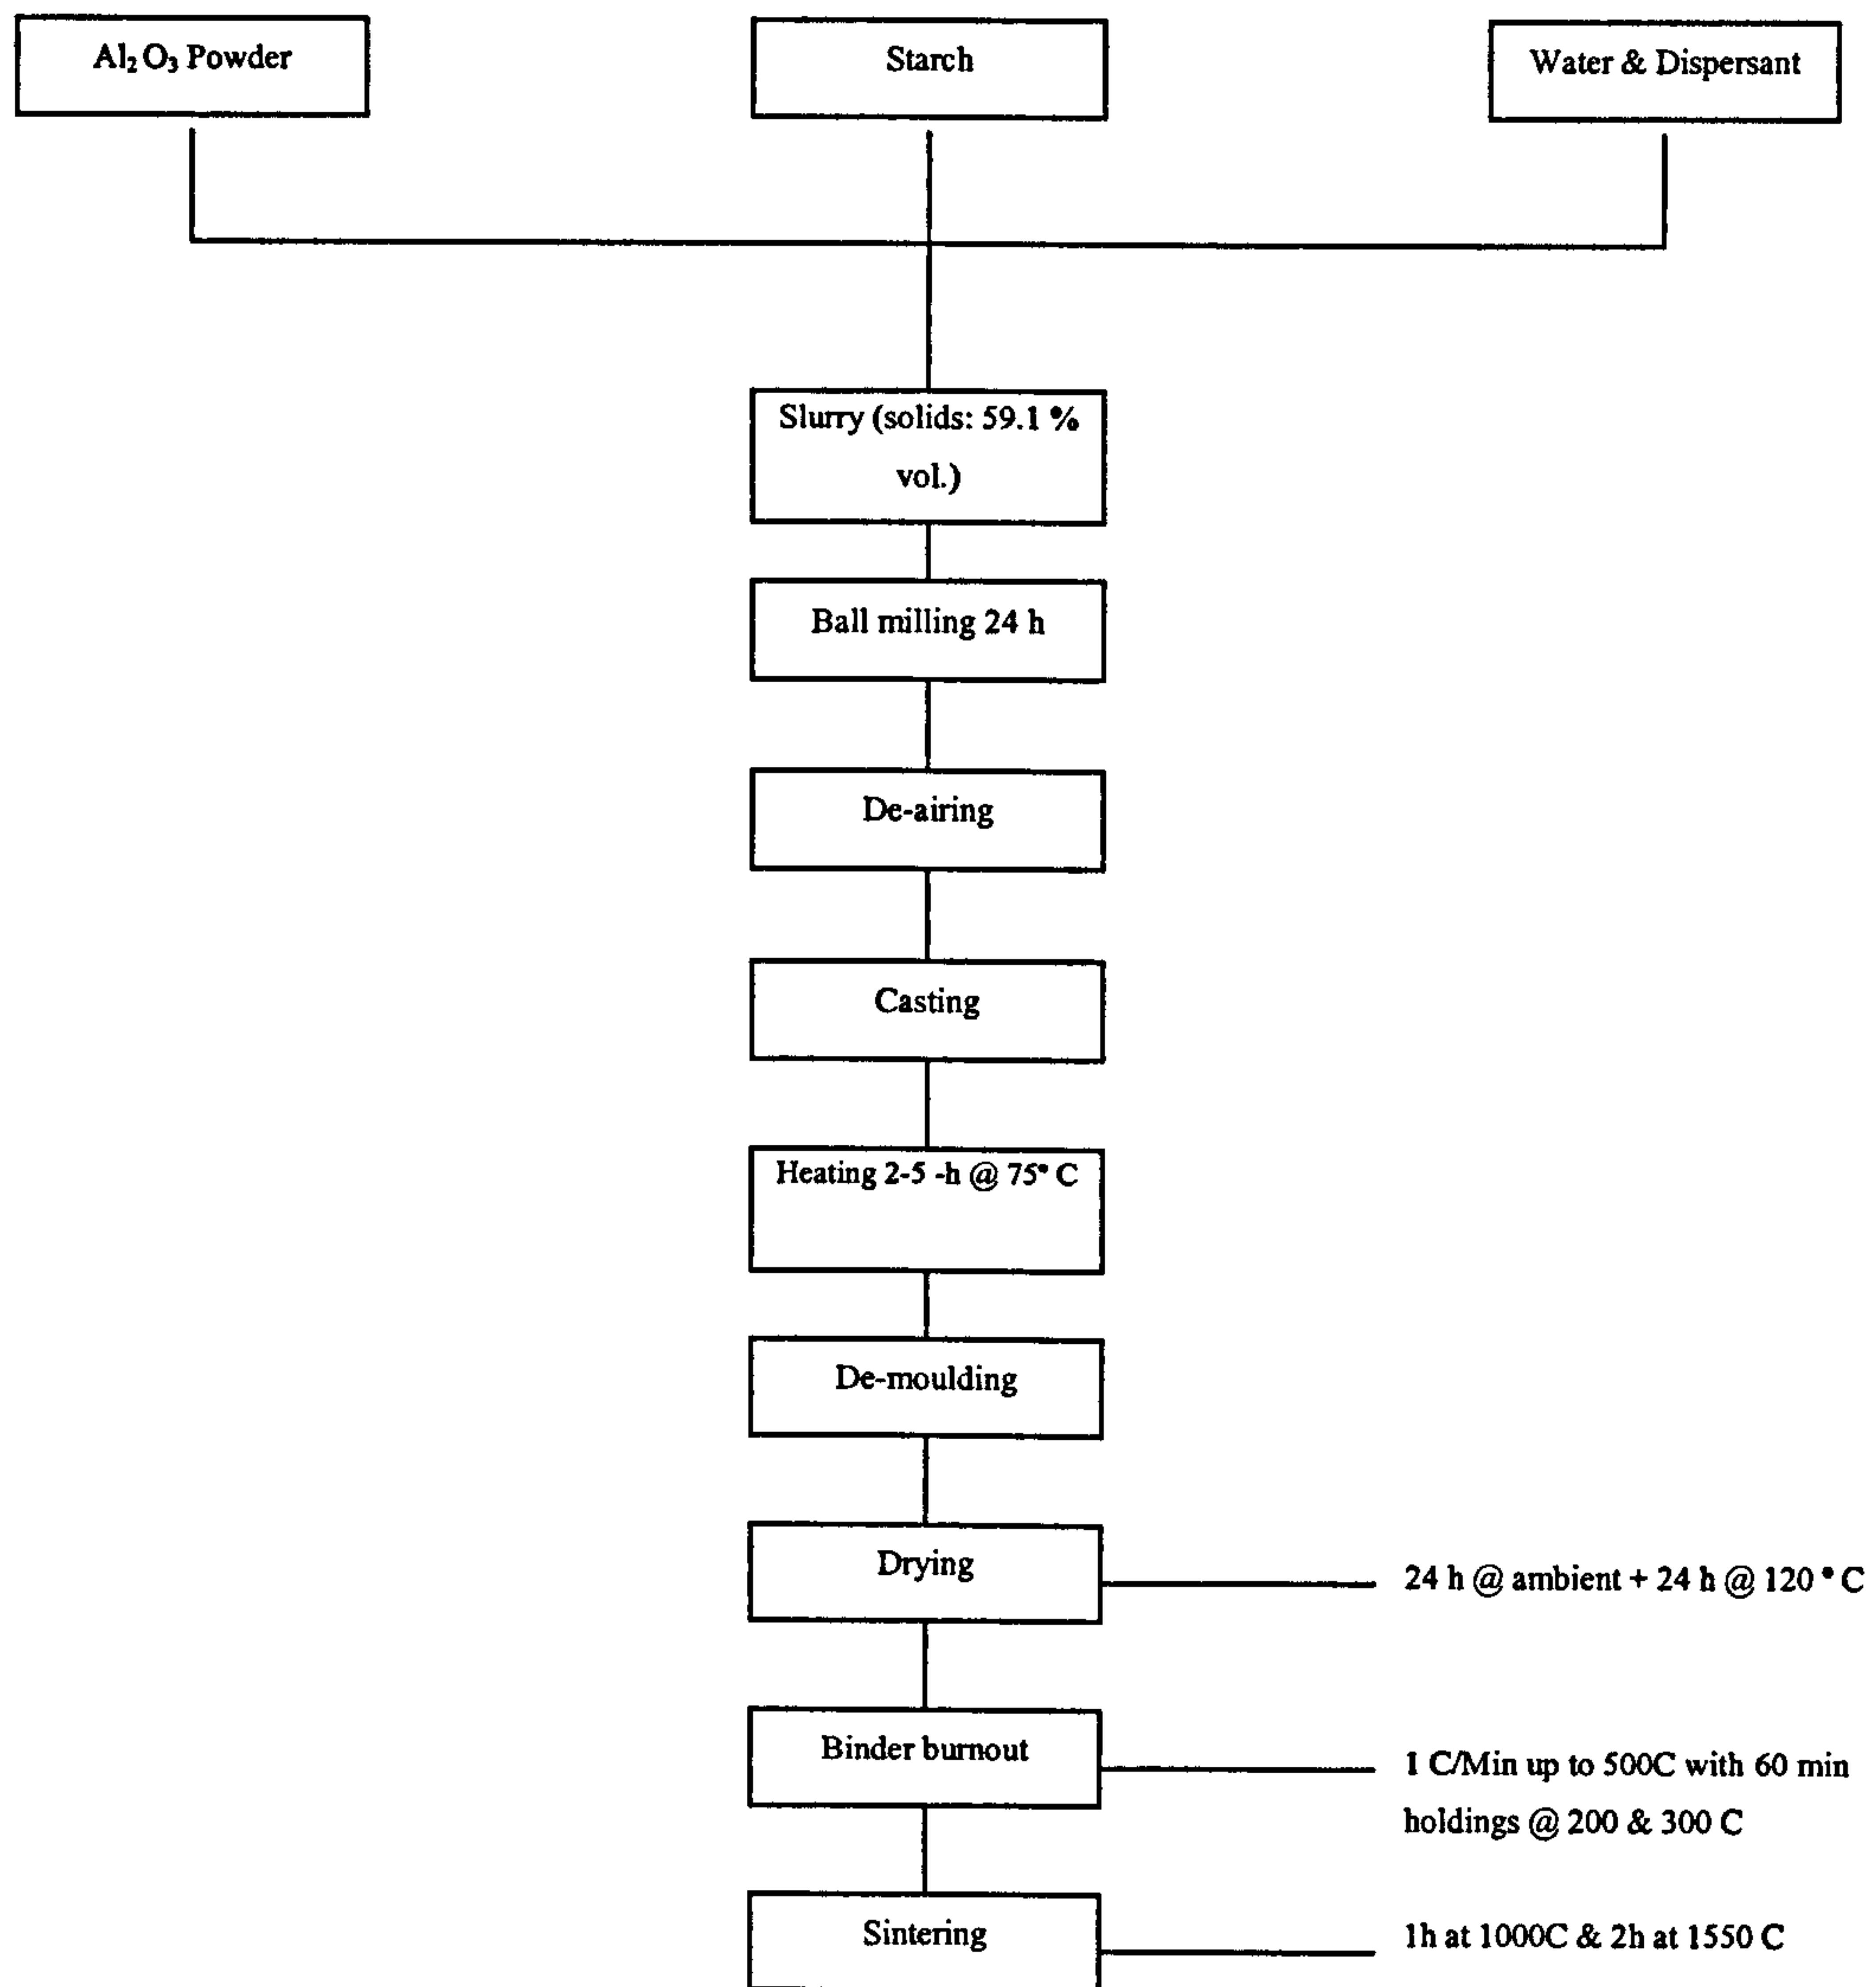 Al₂O₃ Powder
Starch
Water & Dispersant
Slurry (solids: 59.1 %
vol.)
Ball milling 24 h
De-airing
Casting
Heating 2-5 -h @ 75° C
De-moulding
Drying
24 h @ ambient + 24 h @ 120 ° C
Binder burnout
1 C/Min up to 500C with 60 min
holdings @ 200 & 300 C
Sintering
1h at 1000C & 2h at 1550 C